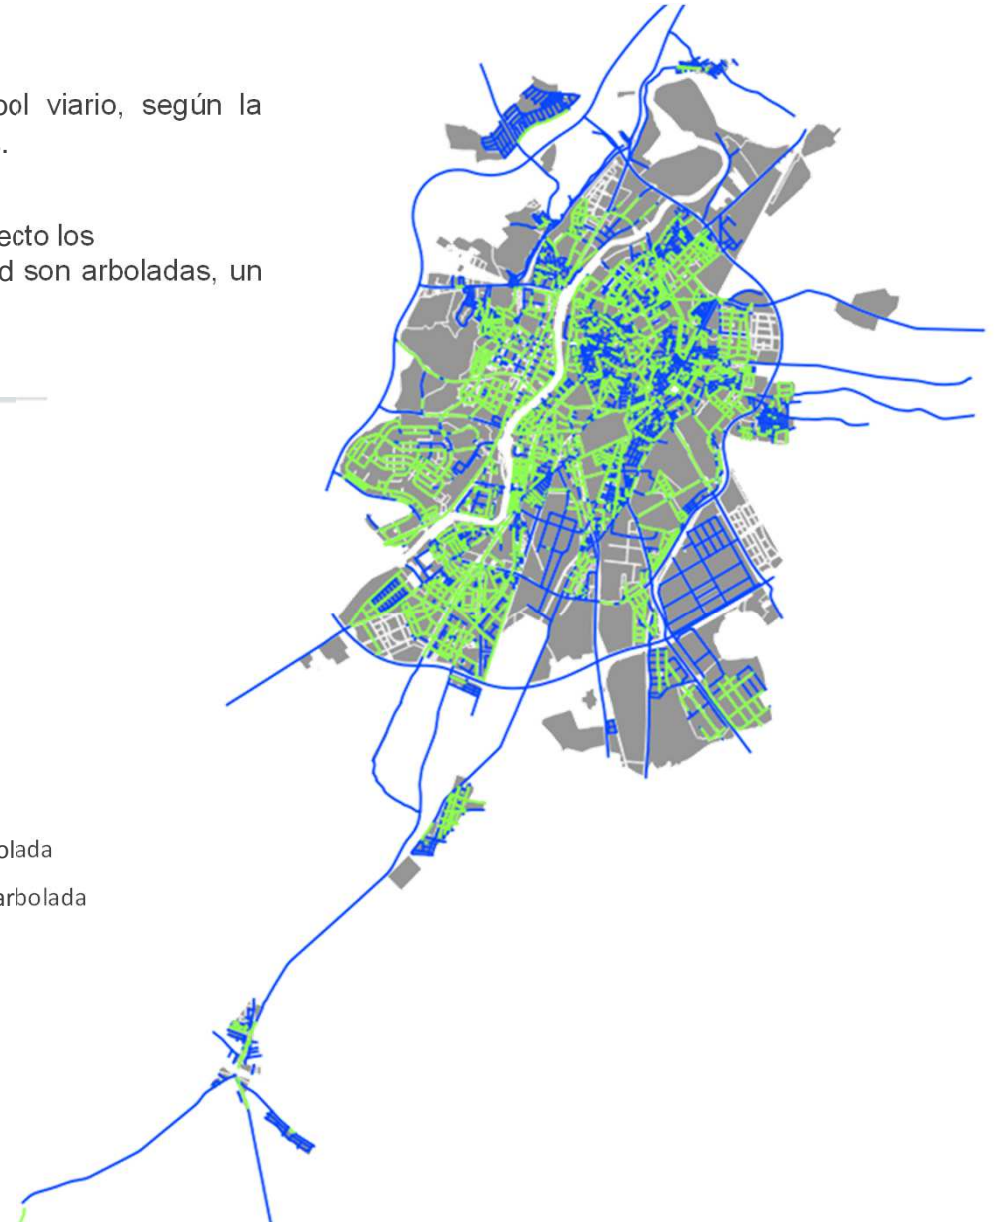 ol viario, según la
.
ecto los
d son arboladas, un
olada
arbolada